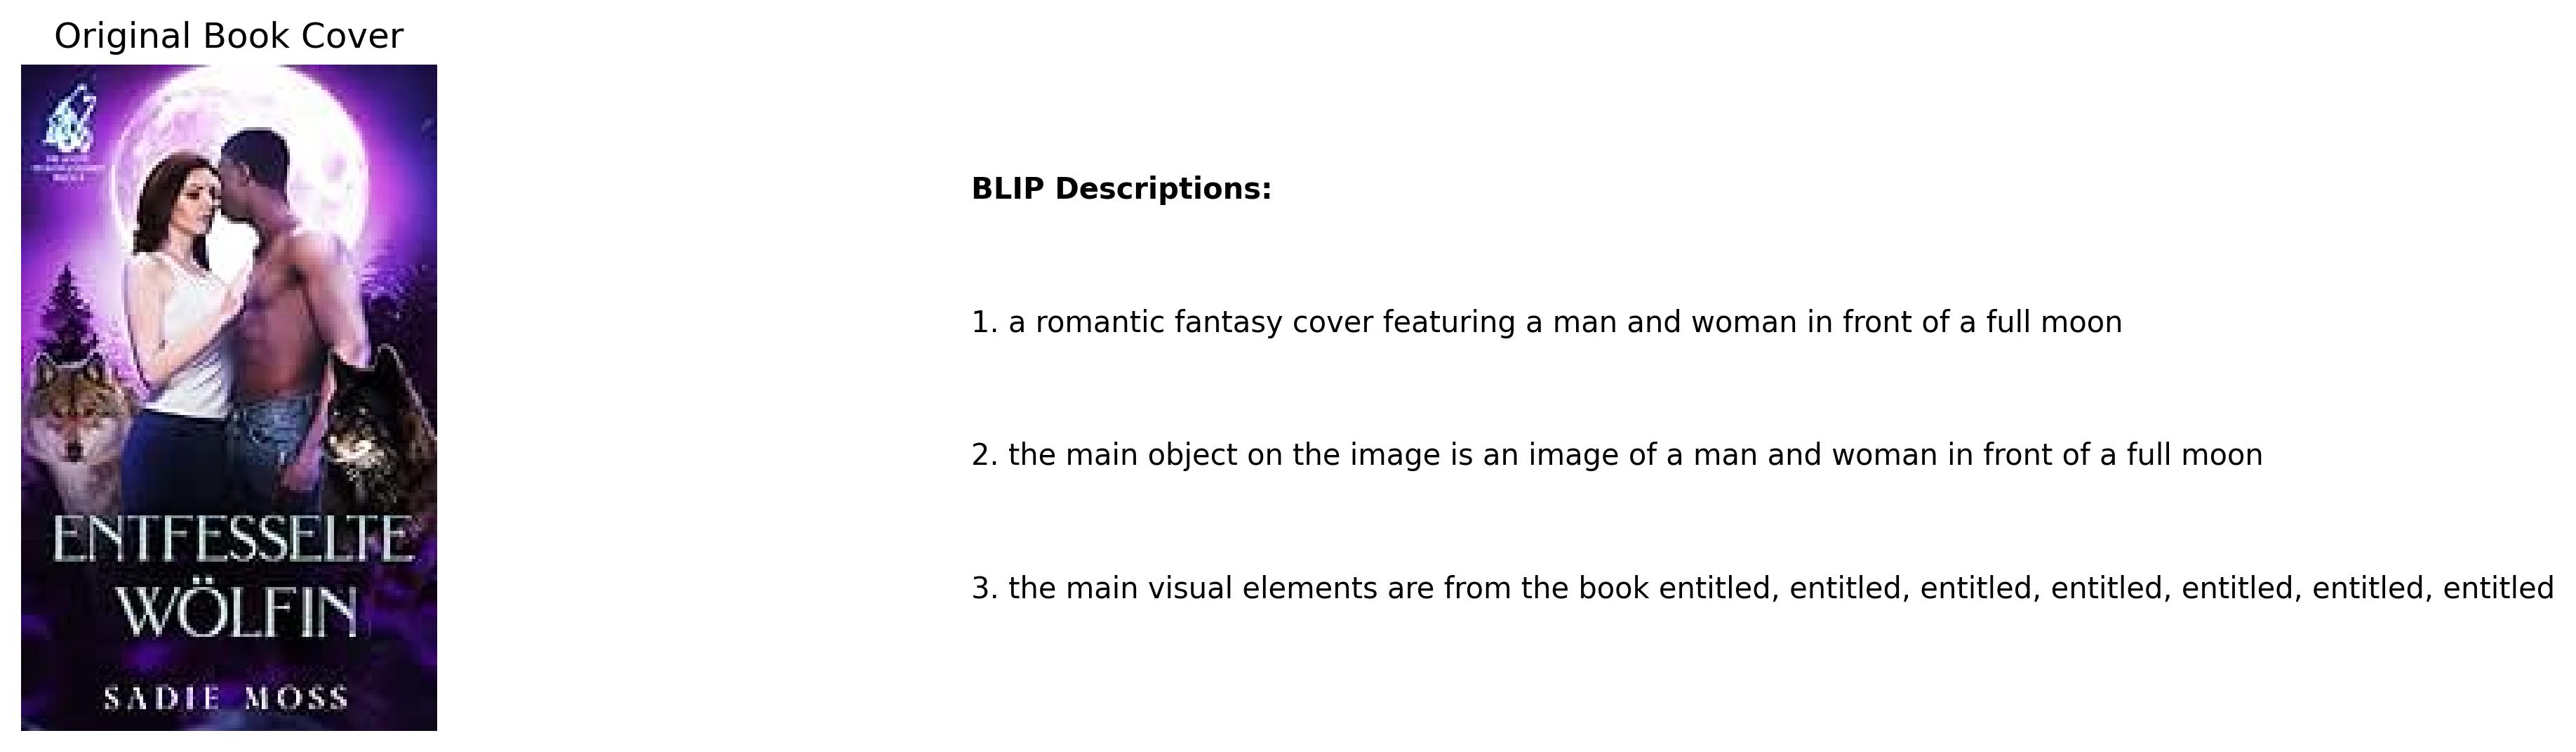 Original Book Cover
ENTFESSELTE
WÖLFIN
SADIE MOSS
BLIP Descriptions:
1. a romantic fantasy cover featuring a man and woman in front of a full moon
2. the main object on the image is an image of a man and woman in front of a full moon
3. the main visual elements are from the book entitled, entitled, entitled, entitled, entitled, entitled, entitled